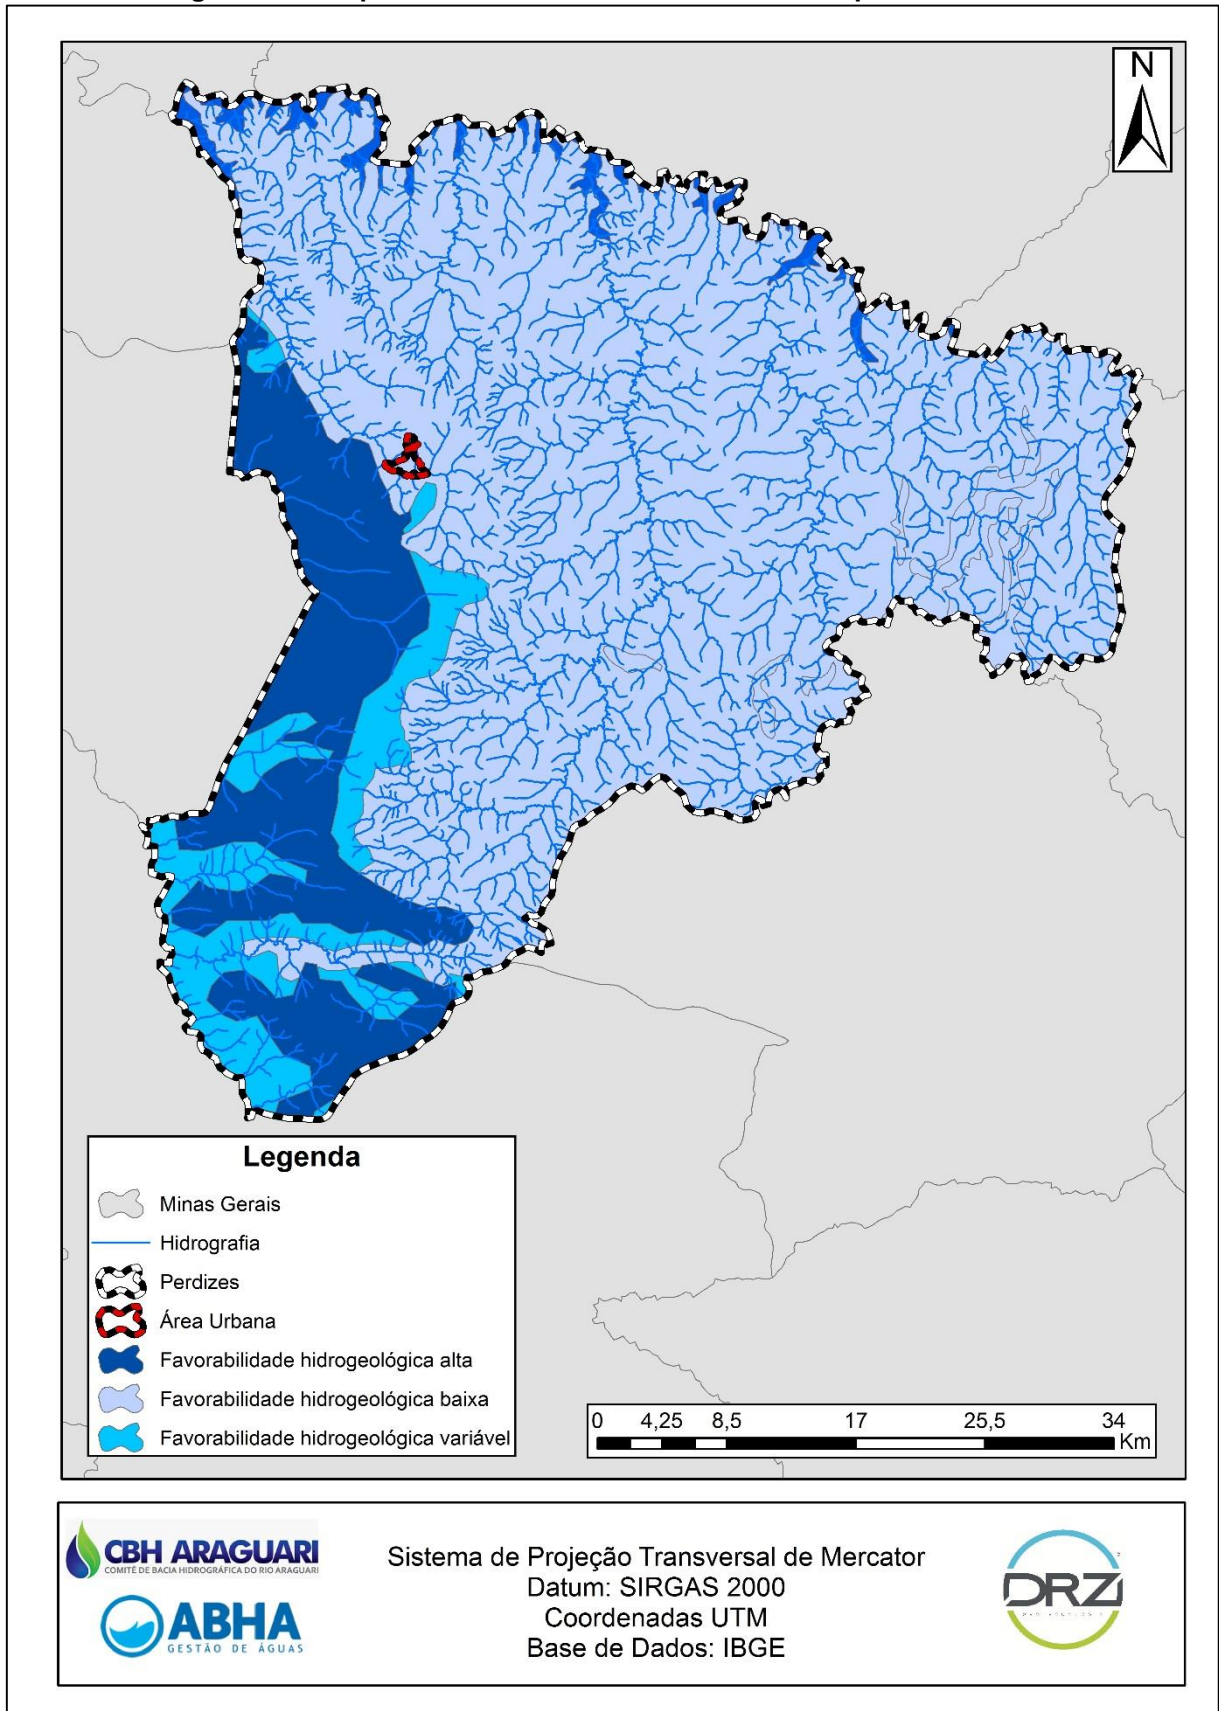 N
Legenda
Minas Gerais
Hidrografia
Perdizes
Área Urbana
Favorabilidade hidrogeológica alta
Favorabilidade hidrogeológica baixa
Favorabilidade hidrogeológica variável
0 4,25 8,5 17 25,5 34
Km
CBH ARAGUARI
COMITÊ DE BACIA HIDROGRÁFICA DO RIO ARAGUARI
ABHA
GESTÃO DE ÁGUAS
Sistema de Projeção Transversal de Mercator
Datum: SIRGAS 2000
Coordenadas UTM
Base de Dados: IBGE
DRZ